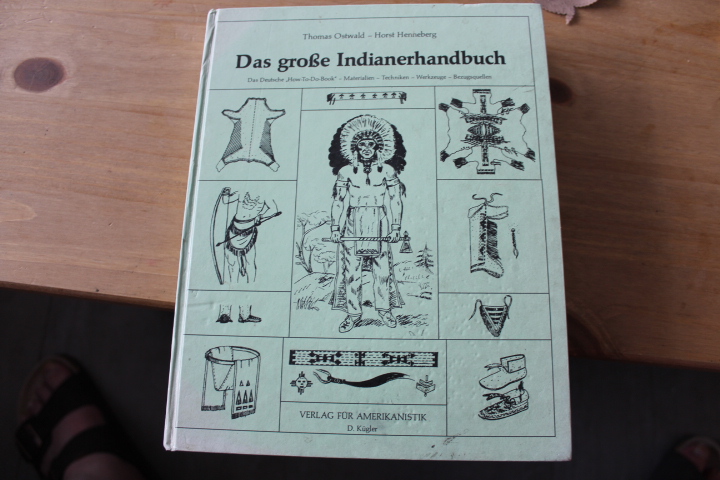 Thomas Ostwald – Horst Henneberg
Das große Indianerhandbuch
Das Deutsche „How-To-Do-Book" – Materialien – Techniken – Werkzeuge – Bezugsquellen
VERLAG FÜR AMERIKANISTIK
D. Kügler